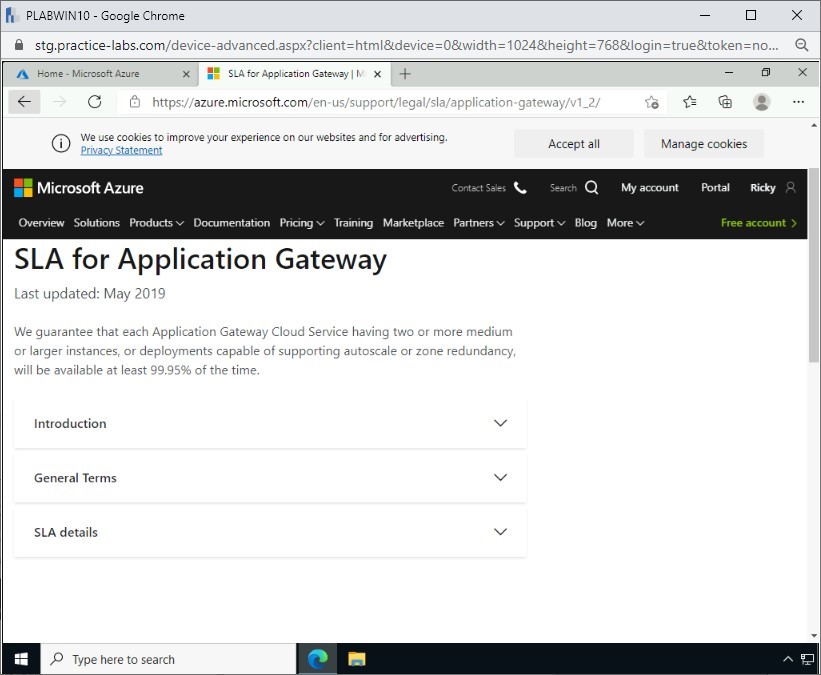 PLABWIN10 - Google Chrome
stg.practice-labs.com/device-advanced.aspx?client=html&device=0&width=1024&height=768&login=true&token=no...
Home - Microsoft Azure
SLA for Application Gateway | M
https://azure.microsoft.com/en-us/support/legal/sla/application-gateway/v1_2/
We use cookies to improve your experience on our websites and for advertising.
Privacy Statement
Accept all
Manage cookies
Microsoft Azure
Contact Sales
Search
My account
Portal
Ricky
Overview Solutions Products Documentation Pricing Training Marketplace Partners Support Blog More
Free account
SLA for Application Gateway
Last updated: May 2019
We guarantee that each Application Gateway Cloud Service having two or more medium
or larger instances, or deployments capable of supporting autoscale or zone redundancy,
will be available at least 99.95% of the time.
Introduction
General Terms
SLA details
Type here to search